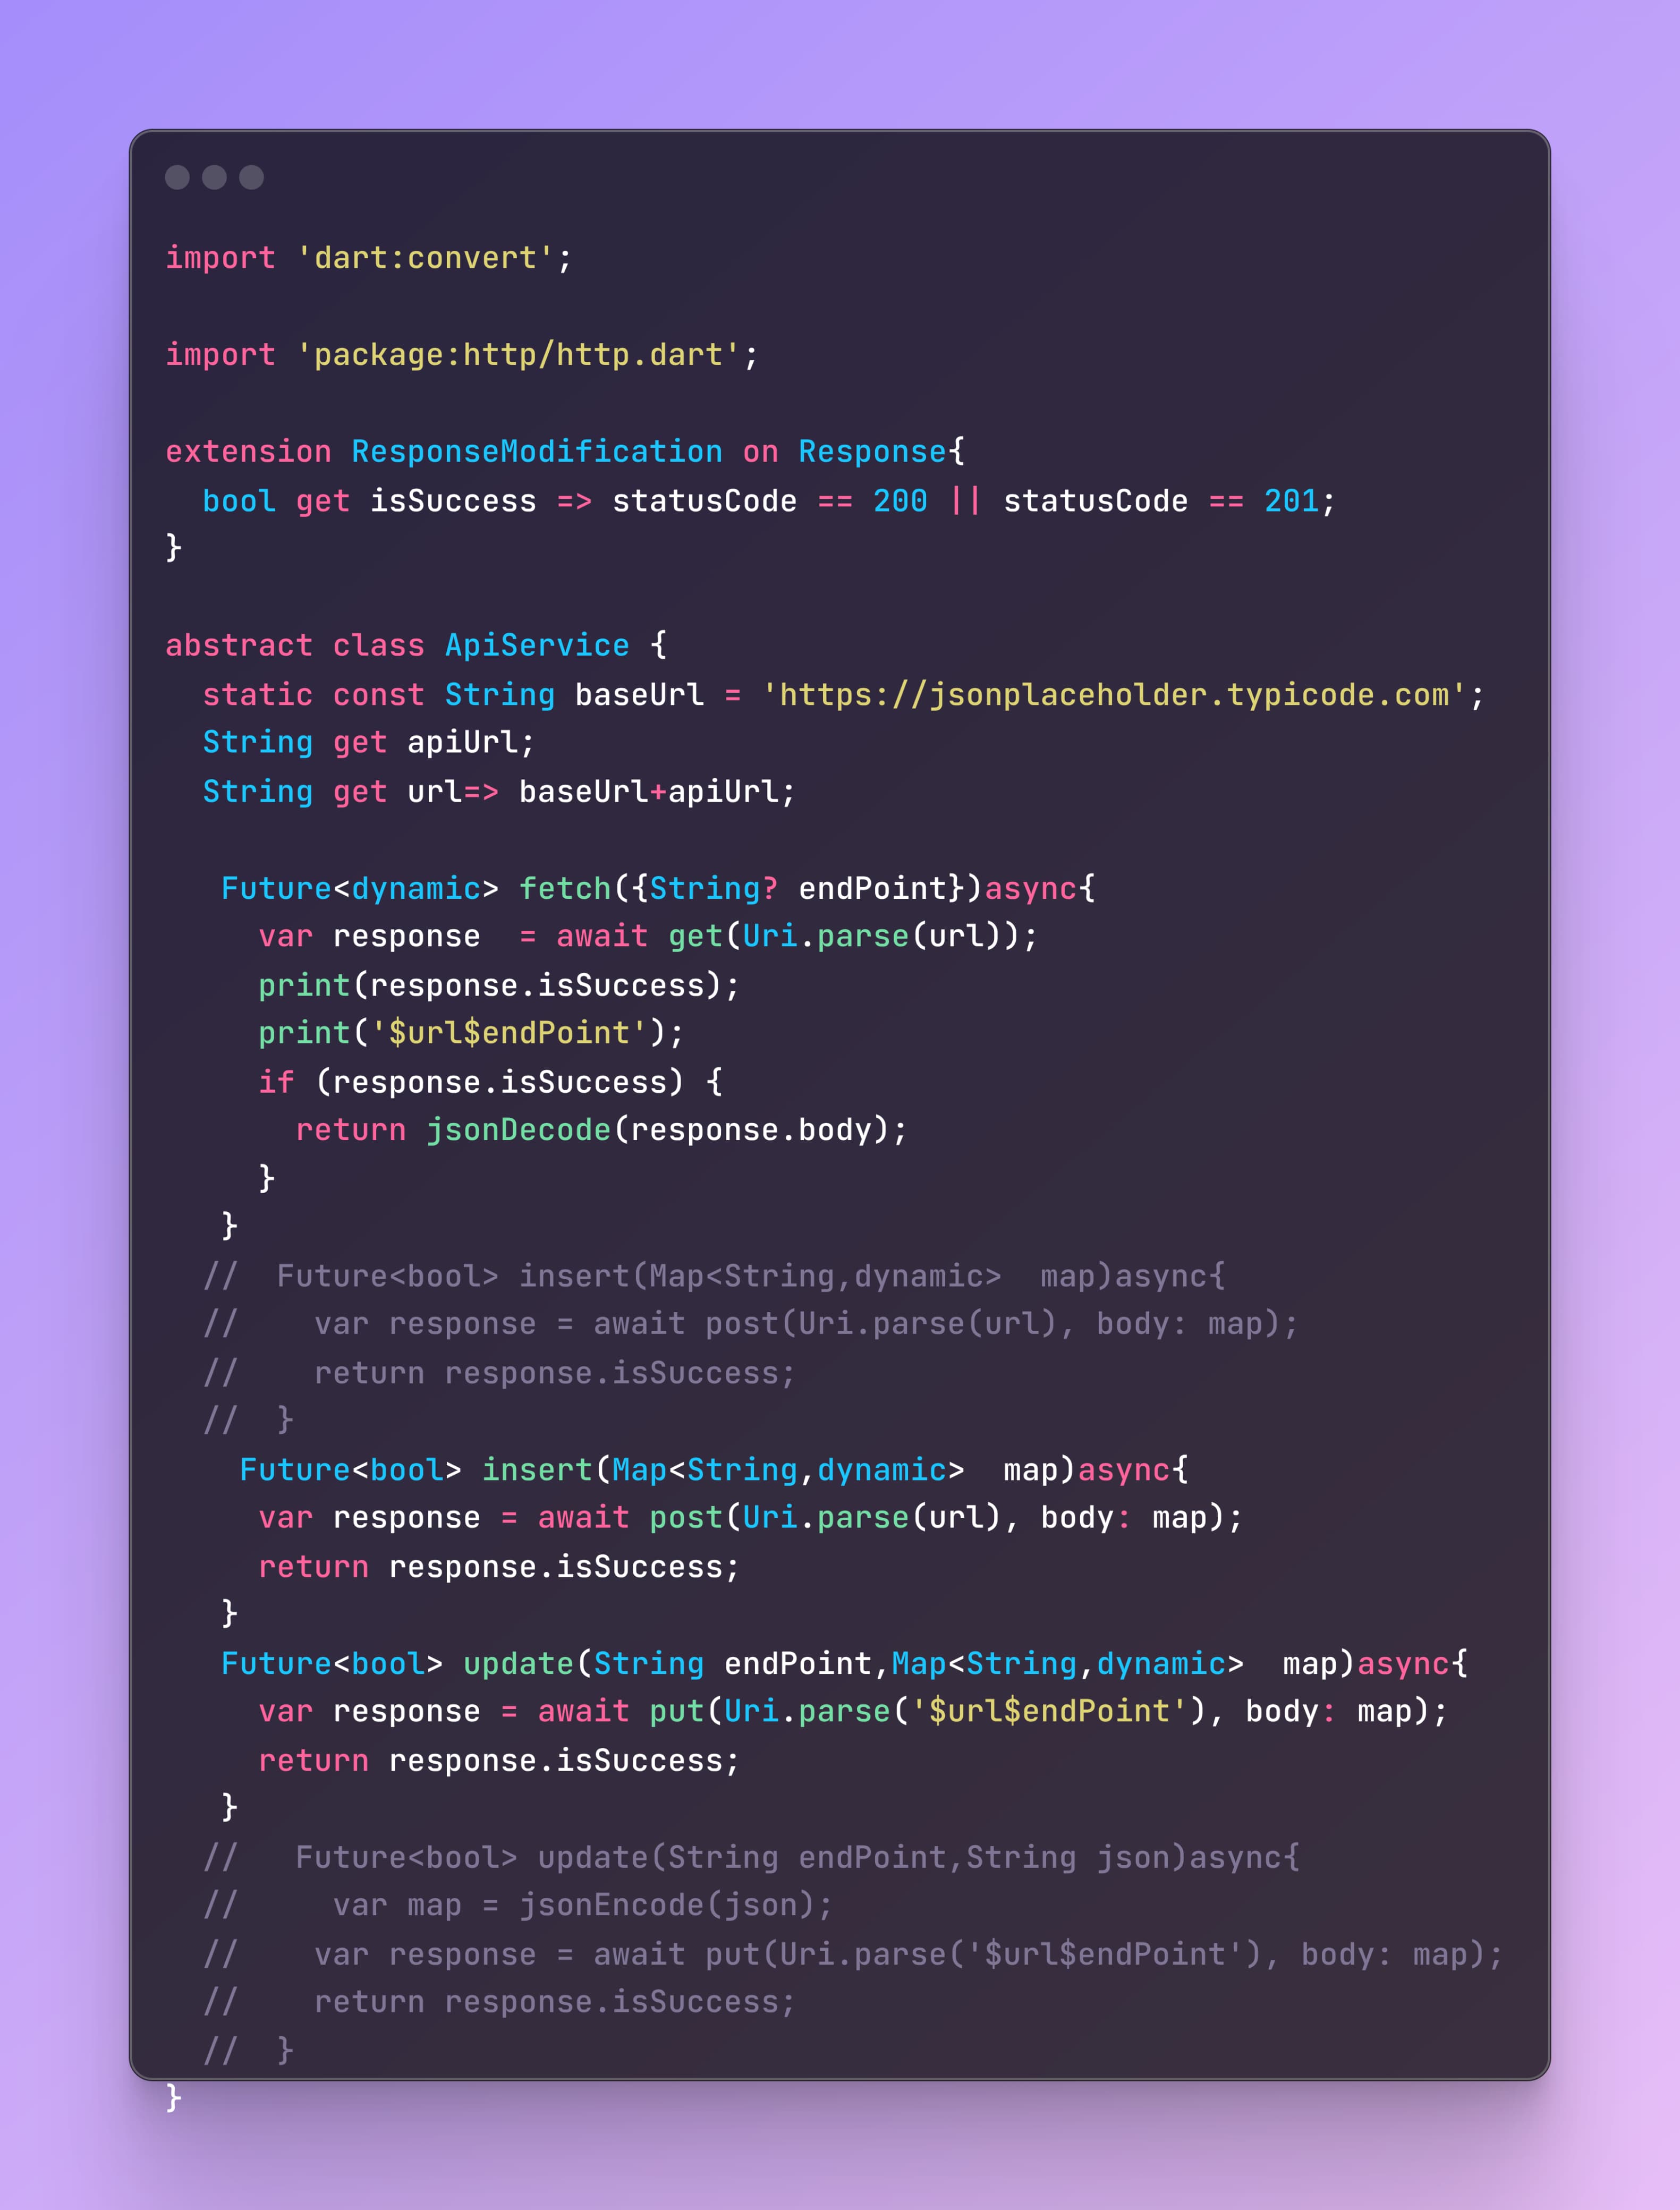 import 'dart:convert';
import 'package:http/http.dart';
extension ResponseModification on Response{
  bool get isSuccess => statusCode == 200 || statusCode == 201;
}
abstract class ApiService {
  static const String baseUrl = 'https://jsonplaceholder.typicode.com';
  String get apiUrl;
  String get url=> baseUrl+apiUrl;
   Future<dynamic> fetch({String? endPoint})async{
     var response  = await get(Uri.parse(url));
     print(response.isSuccess);
     print('$url$endPoint');
     if (response.isSuccess) {
       return jsonDecode(response.body);
     }
   }
  //  Future<bool> insert(Map<String,dynamic>  map)async{
  //    var response = await post(Uri.parse(url), body: map);
  //    return response.isSuccess;
  //  }
    Future<bool> insert(Map<String,dynamic>  map)async{
     var response = await post(Uri.parse(url), body: map);
     return response.isSuccess;
   }
   Future<bool> update(String endPoint,Map<String,dynamic>  map)async{
     var response = await put(Uri.parse('$url$endPoint'), body: map);
     return response.isSuccess;
   }
  //   Future<bool> update(String endPoint,String json)async{
  //     var map = jsonEncode(json);
  //    var response = await put(Uri.parse('$url$endPoint'), body: map);
  //    return response.isSuccess;
  //  }
}